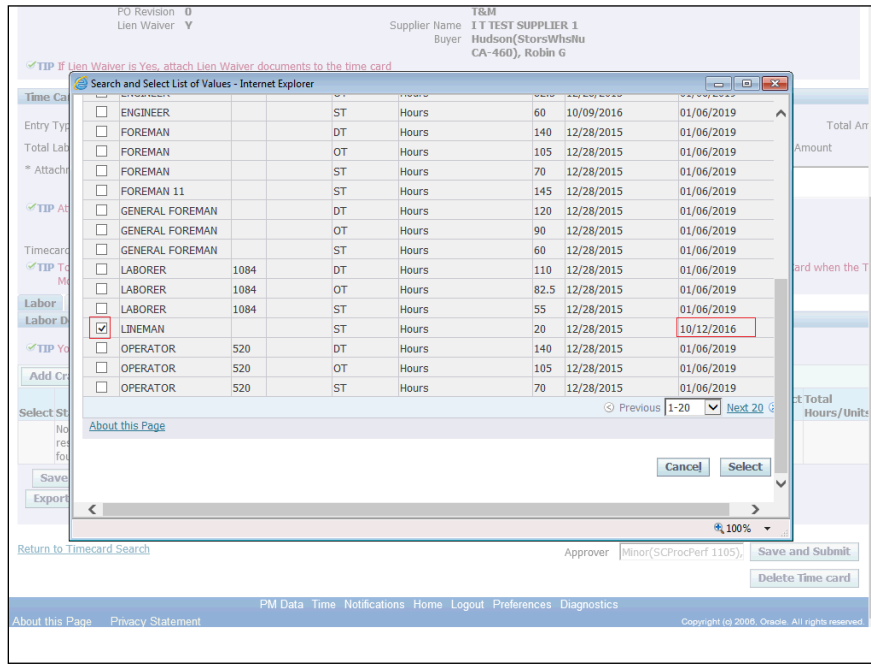 PO Revision 0 T&M
Lien Waiver Y Supplier Name I T TEST SUPPLIER 1
Buyer Hudson(StorsWhsNu
CA-460), Robin G
TIP If Lien Waiver is Yes, attach Lien Waiver documents to the time card
Search and Select List of Values - Internet Explorer
Time Ca
ENGINEER ST Hours 60 10/09/2016 01/06/2019
Entry Typ FOREMAN DT Hours 140 12/28/2015 01/06/2019 Total Am
Total Lab FOREMAN OT Hours 105 12/28/2015 01/06/2019 Amount
* Attachm FOREMAN ST Hours 70 12/28/2015 01/06/2019
FOREMAN 11 ST Hours 145 12/28/2015 01/06/2019
TIP At GENERAL FOREMAN DT Hours 120 12/28/2015 01/06/2019
GENERAL FOREMAN OT Hours 90 12/28/2015 01/06/2019
Timecard GENERAL FOREMAN ST Hours 60 12/28/2015 01/06/2019
TIP To LABORER 1084 DT Hours 110 12/28/2015 01/06/2019 ard when the T
Mo LABORER 1084 OT Hours 82.5 12/28/2015 01/06/2019
Labor LABORER 1084 ST Hours 55 12/28/2015 01/06/2019
Labor D LINEMAN ST Hours 20 12/28/2015 10/12/2016
TIP Yo OPERATOR 520 DT Hours 140 12/28/2015 01/06/2019
OPERATOR 520 OT Hours 105 12/28/2015 01/06/2019
Add Cra OPERATOR 520 ST Hours 70 12/28/2015 01/06/2019
Previous 1-20 Next 20 ct Total
Select St About this Page Hours/Units
No
res
fou
Cancel Select
Save
Export
100%
Return to Timecard Search Approver Minor(SCProcPerf 1105), Save and Submit
Delete Time card
PM Data Time Notifications Home Logout Preferences Diagnostics
About this Page Privacy Statement Copyright (c) 2006, Oracle. All rights reserved.